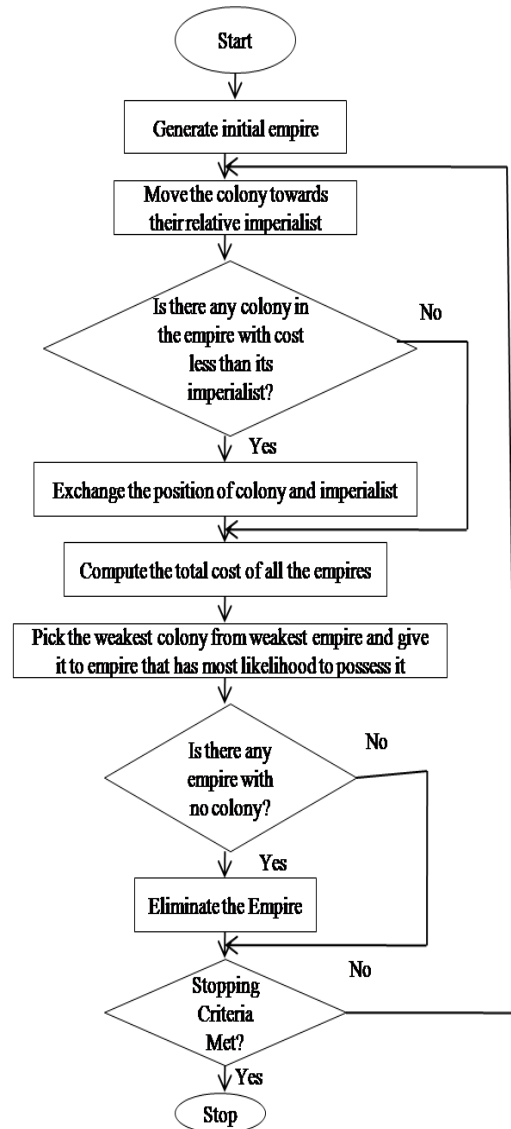 Start
Generate initial empire
Move the colony towards
their relative imperialist
Is there any colony in
the empire with cost
less than its
imperialist?
No
Yes
Exchange the position of colony and imperialist
Compute the total cost of all the empires
Pick the weakest colony from weakest empire and give
it to empire that has most likelihood to possess it
Is there any
empire with
no colony?
No
Yes
Eliminate the Empire
Stopping
Criteria
Met?
No
Yes
Stop